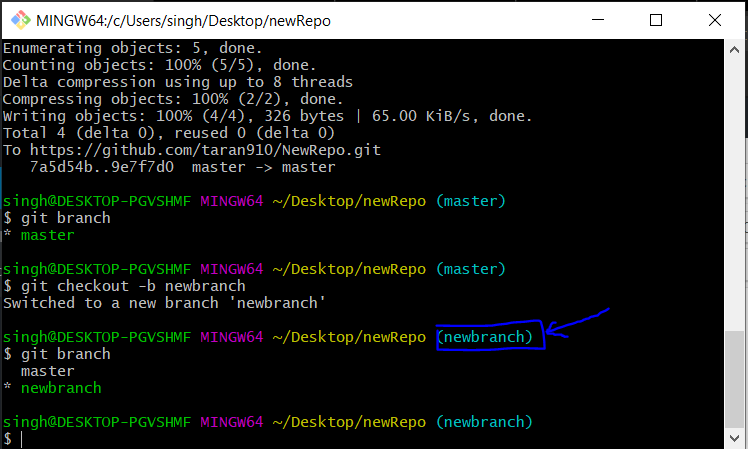 MINGW64:/c/Users/singh/Desktop/newRepo
Enumerating objects: 5, done.
Counting objects: 100% (5/5), done.
Delta compression using up to 8 threads
Compressing objects: 100% (2/2), done.
Writing objects: 100% (4/4), 326 bytes | 65.00 KiB/s, done.
Total 4 (delta 0), reused 0 (delta 0)
To https://github.com/taran910/NewRepo.git
   7a5d54b..9e7f7d0  master -> master
singh@DESKTOP-PGVSHMF MINGW64 ~/Desktop/newRepo (master)
$ git branch
* master
singh@DESKTOP-PGVSHMF MINGW64 ~/Desktop/newRepo (master)
$ git checkout -b newbranch
Switched to a new branch 'newbranch'
singh@DESKTOP-PGVSHMF MINGW64 ~/Desktop/newRepo (newbranch)
$ git branch
  master
* newbranch
singh@DESKTOP-PGVSHMF MINGW64 ~/Desktop/newRepo (newbranch)
$